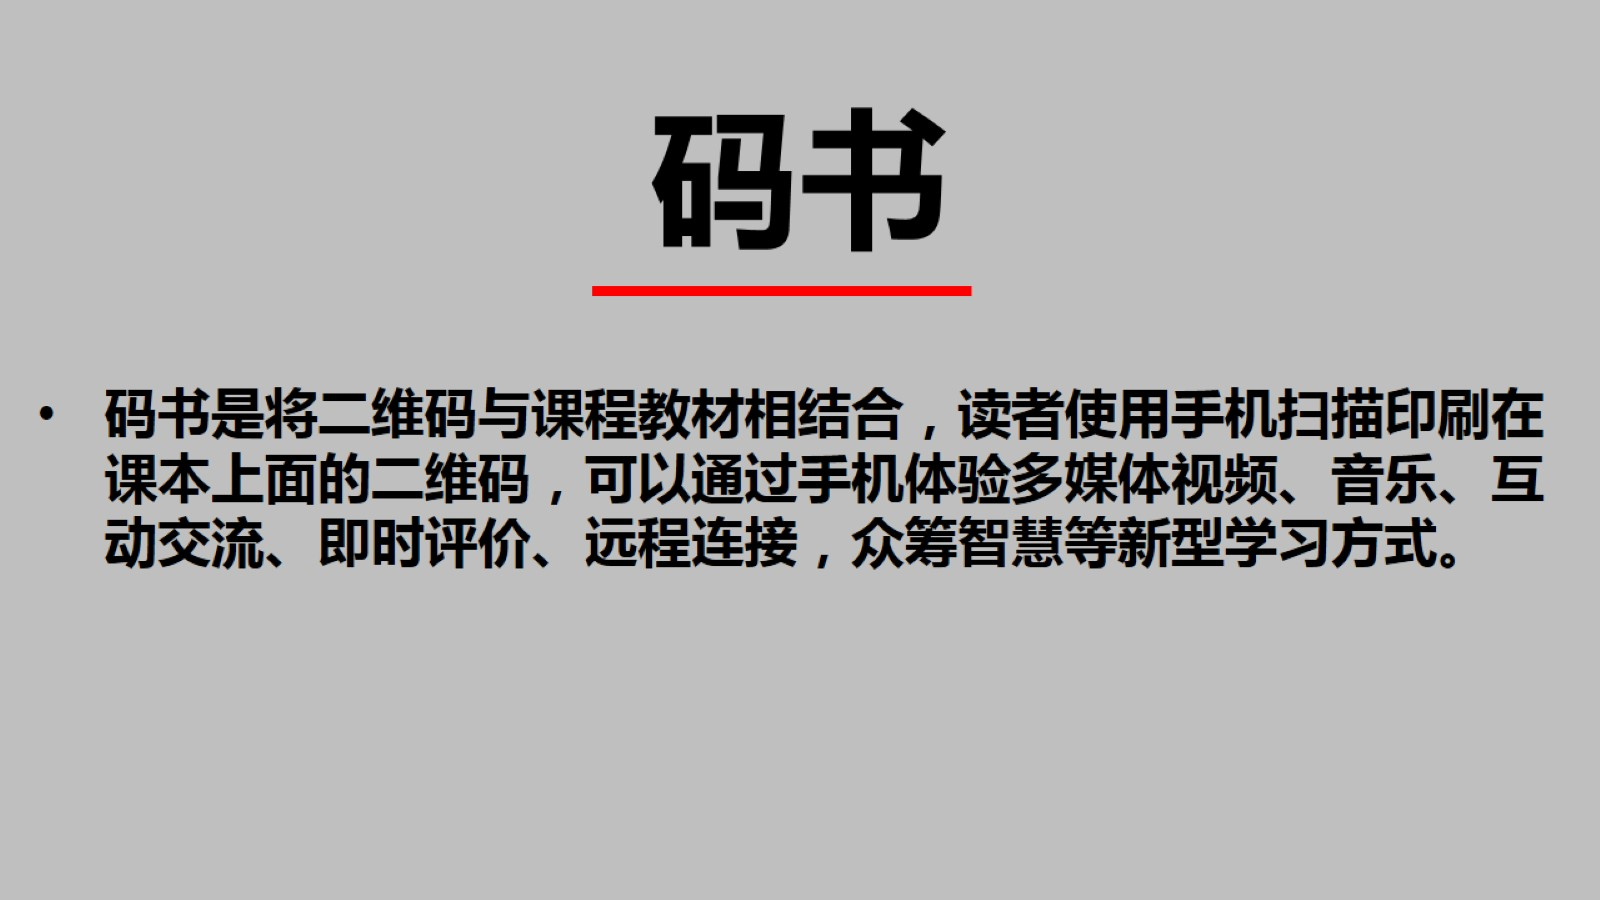 码书
• 码书是将二维码与课程教材相结合，读者使用手机扫描印刷在
课本上面的二维码，可以通过手机体验多媒体视频、音乐、互
动交流、即时评价、远程连接，众筹智慧等新型学习方式。